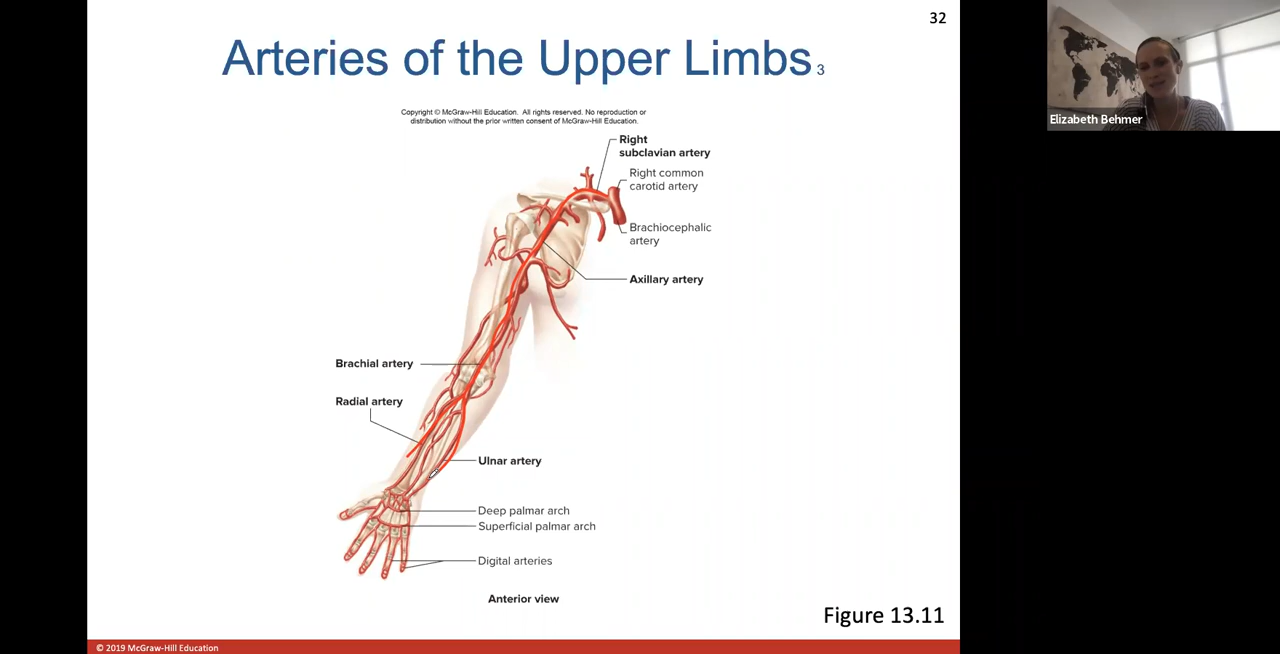 32
Arteries of the Upper Limbs 3
Copyright © McGraw-Hill Education. All rights reserved. No reproduction or
distribution without the prior written consent of McGraw-Hill Education.
Right
subclavian artery
Right common
carotid artery
Brachiocephalic
artery
Axillary artery
Brachial artery
Radial artery
Ulnar artery
Deep palmar arch
Superficial palmar arch
Digital arteries
Anterior view
Figure 13.11
© 2019 McGraw-Hill Education
Elizabeth Behmer